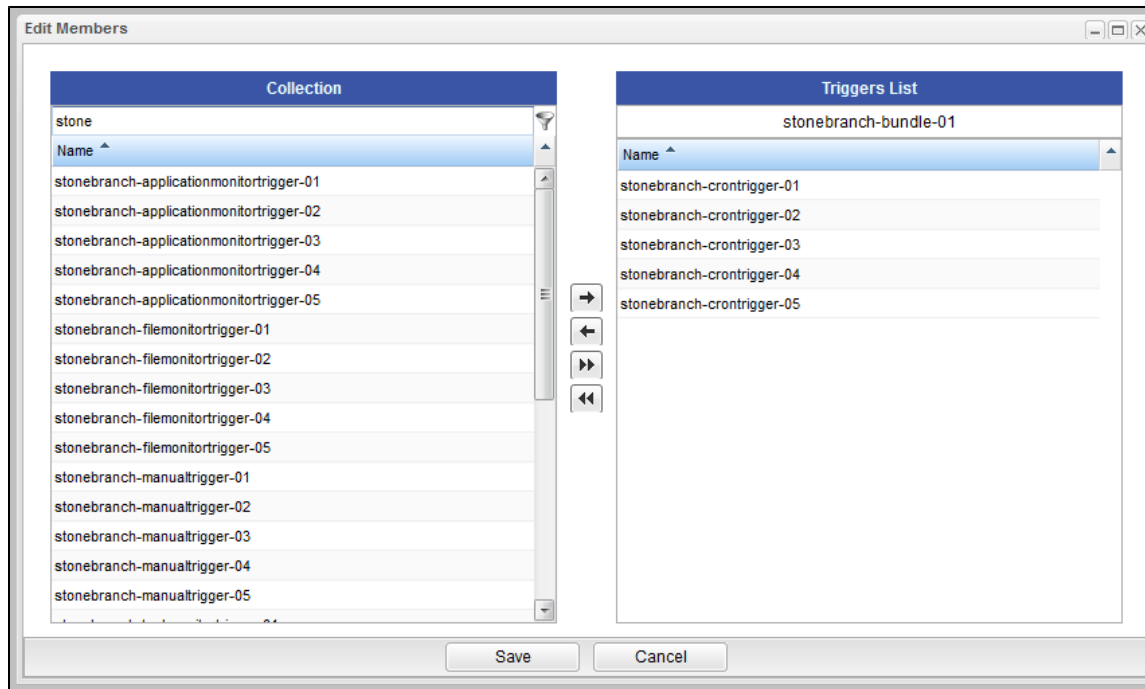 Edit Members
Collection
stone
Name
stonebranch-applicationmonitortrigger-01
stonebranch-applicationmonitortrigger-02
stonebranch-applicationmonitortrigger-03
stonebranch-applicationmonitortrigger-04
stonebranch-applicationmonitortrigger-05
stonebranch-filemonitortrigger-01
stonebranch-filemonitortrigger-02
stonebranch-filemonitortrigger-03
stonebranch-filemonitortrigger-04
stonebranch-filemonitortrigger-05
stonebranch-manualtrigger-01
stonebranch-manualtrigger-02
stonebranch-manualtrigger-03
stonebranch-manualtrigger-04
stonebranch-manualtrigger-05
Triggers List
stonebranch-bundle-01
Name
stonebranch-crontrigger-01
stonebranch-crontrigger-02
stonebranch-crontrigger-03
stonebranch-crontrigger-04
stonebranch-crontrigger-05
Save
Cancel